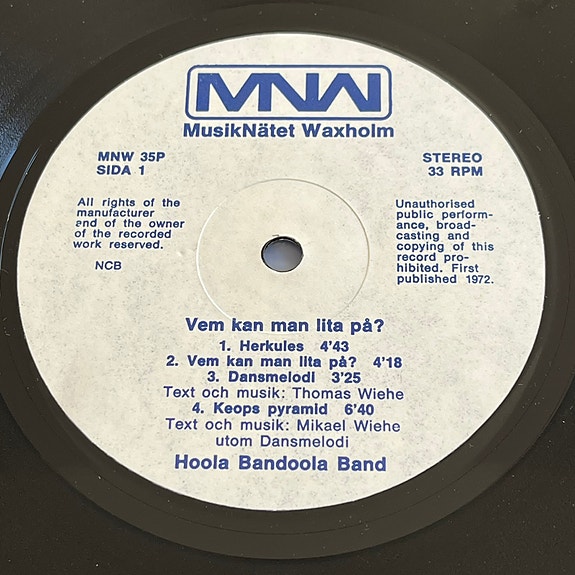 MNW
MusikNätet Waxholm
MNW 35P
SIDA 1
STEREO
33 RPM
All rights of the
manufacturer
and of the owner
of the recorded
work reserved.
NCB
Unauthorised
public perform-
ance, broad-
casting and
copying of this
record pro-
hibited. First
published 1972.
Vem kan man lita på?
1. Herkules 4'43
2. Vem kan man lita på? 4'18
3. Dansmelodi 3'25
Text och musik: Thomas Wiehe
4. Keops pyramid 6'40
Text och musik: Mikael Wiehe
utom Dansmelodi
Hoola Bandoola Band